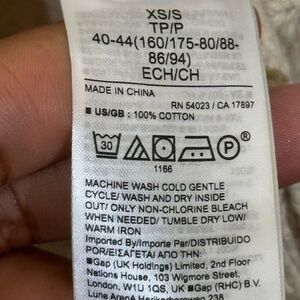 XS/S
TP/P
40-44(160/175-80/88-
86/94)
ECH/CH
MADE IN CHINA
RN 54023 / CA 17897
■ US/GB : 100% COTTON
30
P
1166
MACHINE WASH COLD GENTLE
CYCLE/ WASH AND DRY INSIDE
OUT/ ONLY NON-CHLORINE BLEACH
WHEN NEEDED/ TUMBLE DRY LOW/
WARM IRON
Imported By/Importe Par/DISTRIBUIDO
POR/ΕΙΣΑΓΕΤΑΙ ΑΠΟ ΤΗΝ:
■Gap (UK Holdings) Limited, 2nd Floor
Nations House, 103 Wigmore Street,
London, W1U 1QS, UK ■Gap (RHC) B.V.
Luna ArenA
238